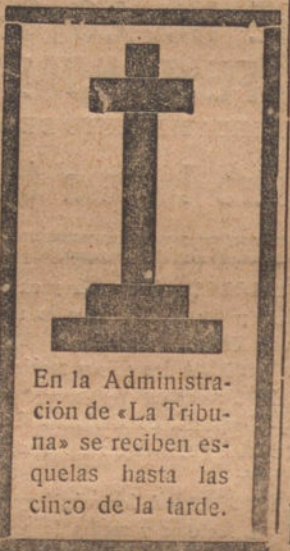 En la Administra-
ción de «La Tribu-
na» se reciben es-
quelas hasta las
cinco de la tarde.